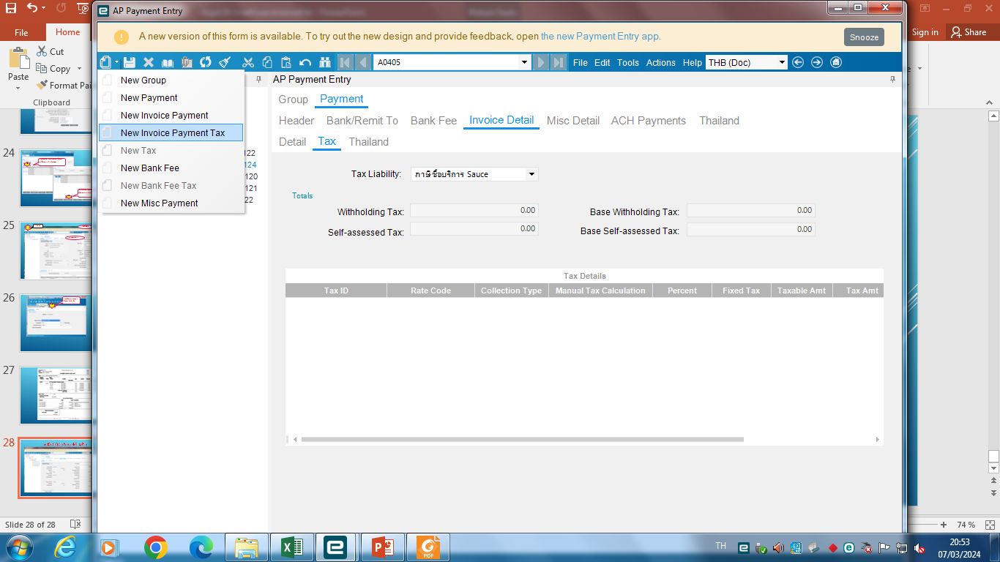 AP Payment Entry
A new version of this form is available. To try out the new design and provide feedback, open the new Payment Entry app.
Snooze
File
Home
Sign in
Share
Cut
Copy
Format Pai
Paste
Clipboard
A0405
File Edit Tools Actions Help
THB (Doc)
New Group
New Payment
New Invoice Payment
New Invoice Payment Tax
New Tax
New Bank Fee
New Bank Fee Tax
New Misc Payment
122
124
120
121
22
AP Payment Entry
Group Payment
Header Bank/Remit To Bank Fee Invoice Detail Misc Detail ACH Payments Thailand
Detail Tax Thailand
Tax Liability: ภาษีซื้อบริการ Sauce
Totals
Withholding Tax: 0.00 Base Withholding Tax: 0.00
Self-assessed Tax: 0.00 Base Self-assessed Tax: 0.00
Tax Details
Tax ID Rate Code Collection Type Manual Tax Calculation Percent Fixed Tax Taxable Amt Tax Amt
24
25
26
27
28
Slide 28 of 28
74 %
PDF
TH
20:53
07/03/2024